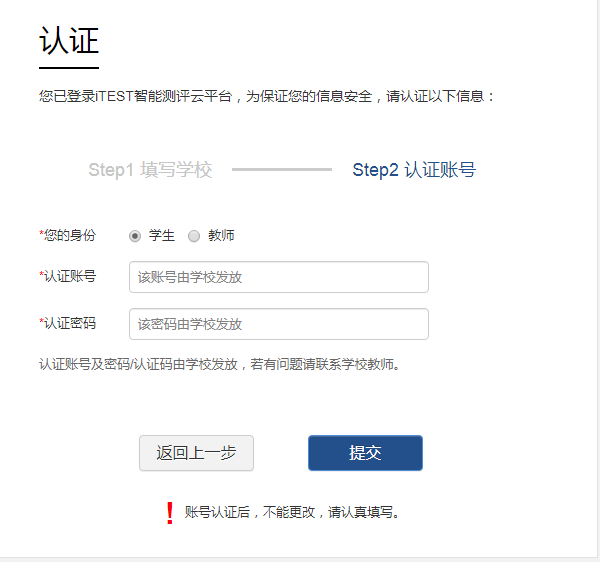 认证
您已登录iTEST智能测评云平台，为保证您的信息安全，请认证以下信息：
Step1 填写学校 Step2 认证账号
*您的身份 学生 教师
*认证账号 该账号由学校发放
*认证密码 该密码由学校发放
认证账号及密码/认证码由学校发放，若有问题请联系学校教师。
返回上一步 提交
! 账号认证后，不能更改，请认真填写。